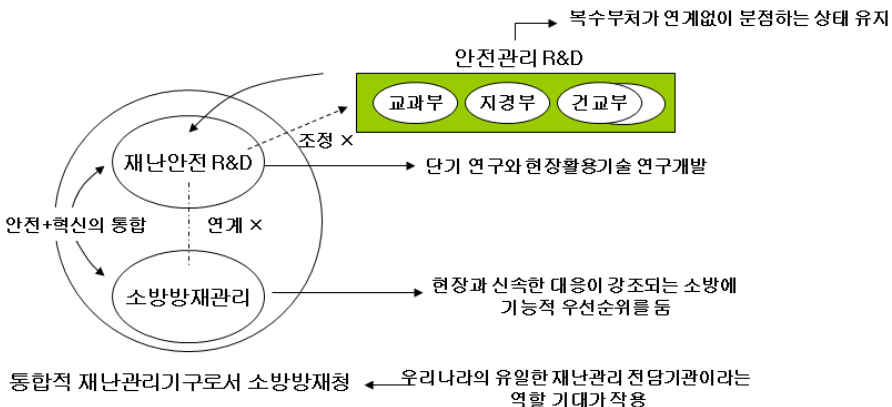 복수부처가 연계없이 분점하는 상태 유지
안전관리 R&D
교과부 지경부 건교부
조정 ×
재난안전 R&D
단기 연구와 현장활용기술 연구개발
안전+혁신의 통합
연계 ×
소방방재관리
현장과 신속한 대응이 강조되는 소방에
기능적 우선순위를 둠
통합적 재난관리기구로서 소방방재청
우리나라의 유일한 재난관리 전담기관이라는
역할 기대가 작용